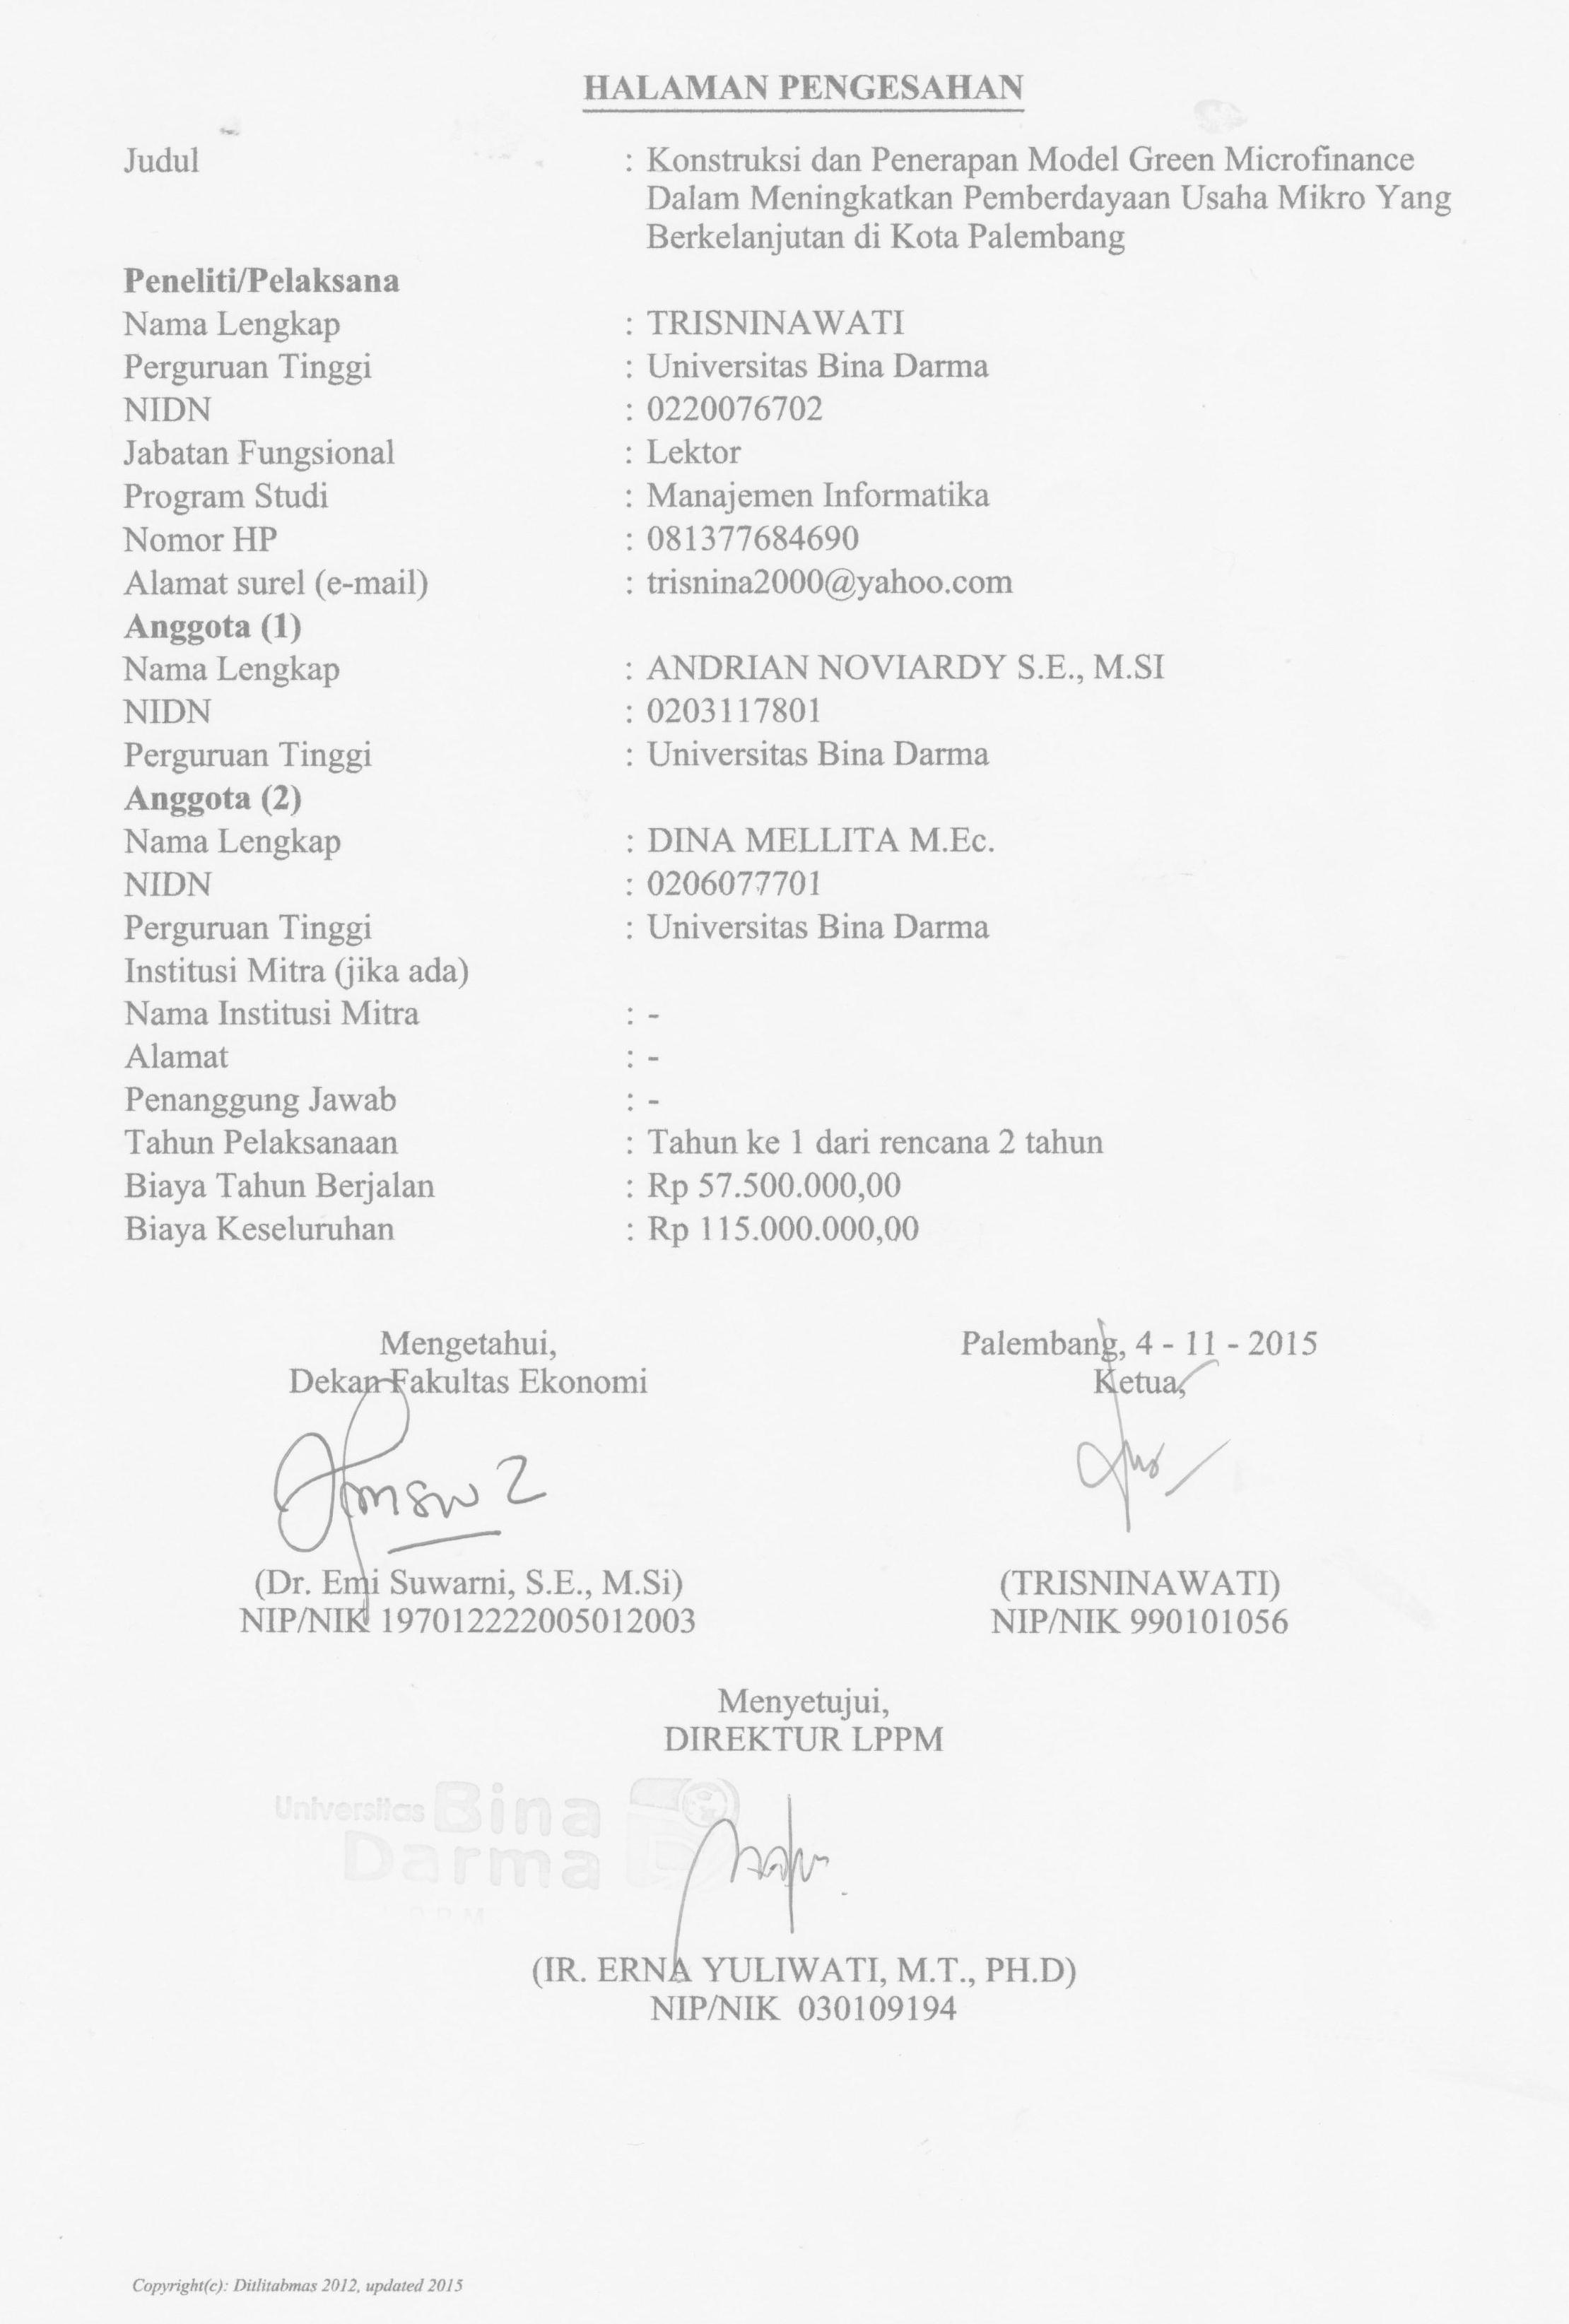 HALAMAN PENGESAHAN
Judul : Konstruksi dan Penerapan Model Green Microfinance
Dalam Meningkatkan Pemberdayaan Usaha Mikro Yang
Berkelanjutan di Kota Palembang
Peneliti/Pelaksana
Nama Lengkap : TRISNINAWATI
Perguruan Tinggi : Universitas Bina Darma
NIDN : 0220076702
Jabatan Fungsional : Lektor
Program Studi : Manajemen Informatika
Nomor HP : 081377684690
Alamat surel (e-mail) : trisnina2000@yahoo.com
Anggota (1)
Nama Lengkap : ANDRIAN NOVIARDY S.E., M.SI
NIDN : 0203117801
Perguruan Tinggi : Universitas Bina Darma
Anggota (2)
Nama Lengkap : DINA MELLITA M.Ec.
NIDN : 0206077701
Perguruan Tinggi : Universitas Bina Darma
Institusi Mitra (jika ada)
Nama Institusi Mitra : -
Alamat : -
Penanggung Jawab : -
Tahun Pelaksanaan : Tahun ke 1 dari rencana 2 tahun
Biaya Tahun Berjalan : Rp 57.500.000,00
Biaya Keseluruhan : Rp 115.000.000,00
Mengetahui,
Dekan Fakultas Ekonomi
(Dr. Emi Suwarni, S.E., M.Si)
NIP/NIK 197012222005012003
Palembang, 4 - 11 - 2015
Ketua,
(TRISNINAWATI)
NIP/NIK 990101056
Menyetujui,
DIREKTUR LPPM
Universitas Bina
Darma
(IR. ERNA YULIWATI, M.T., PH.D)
NIP/NIK 030109194
Copyright(c): Ditlitabmas 2012, updated 2015